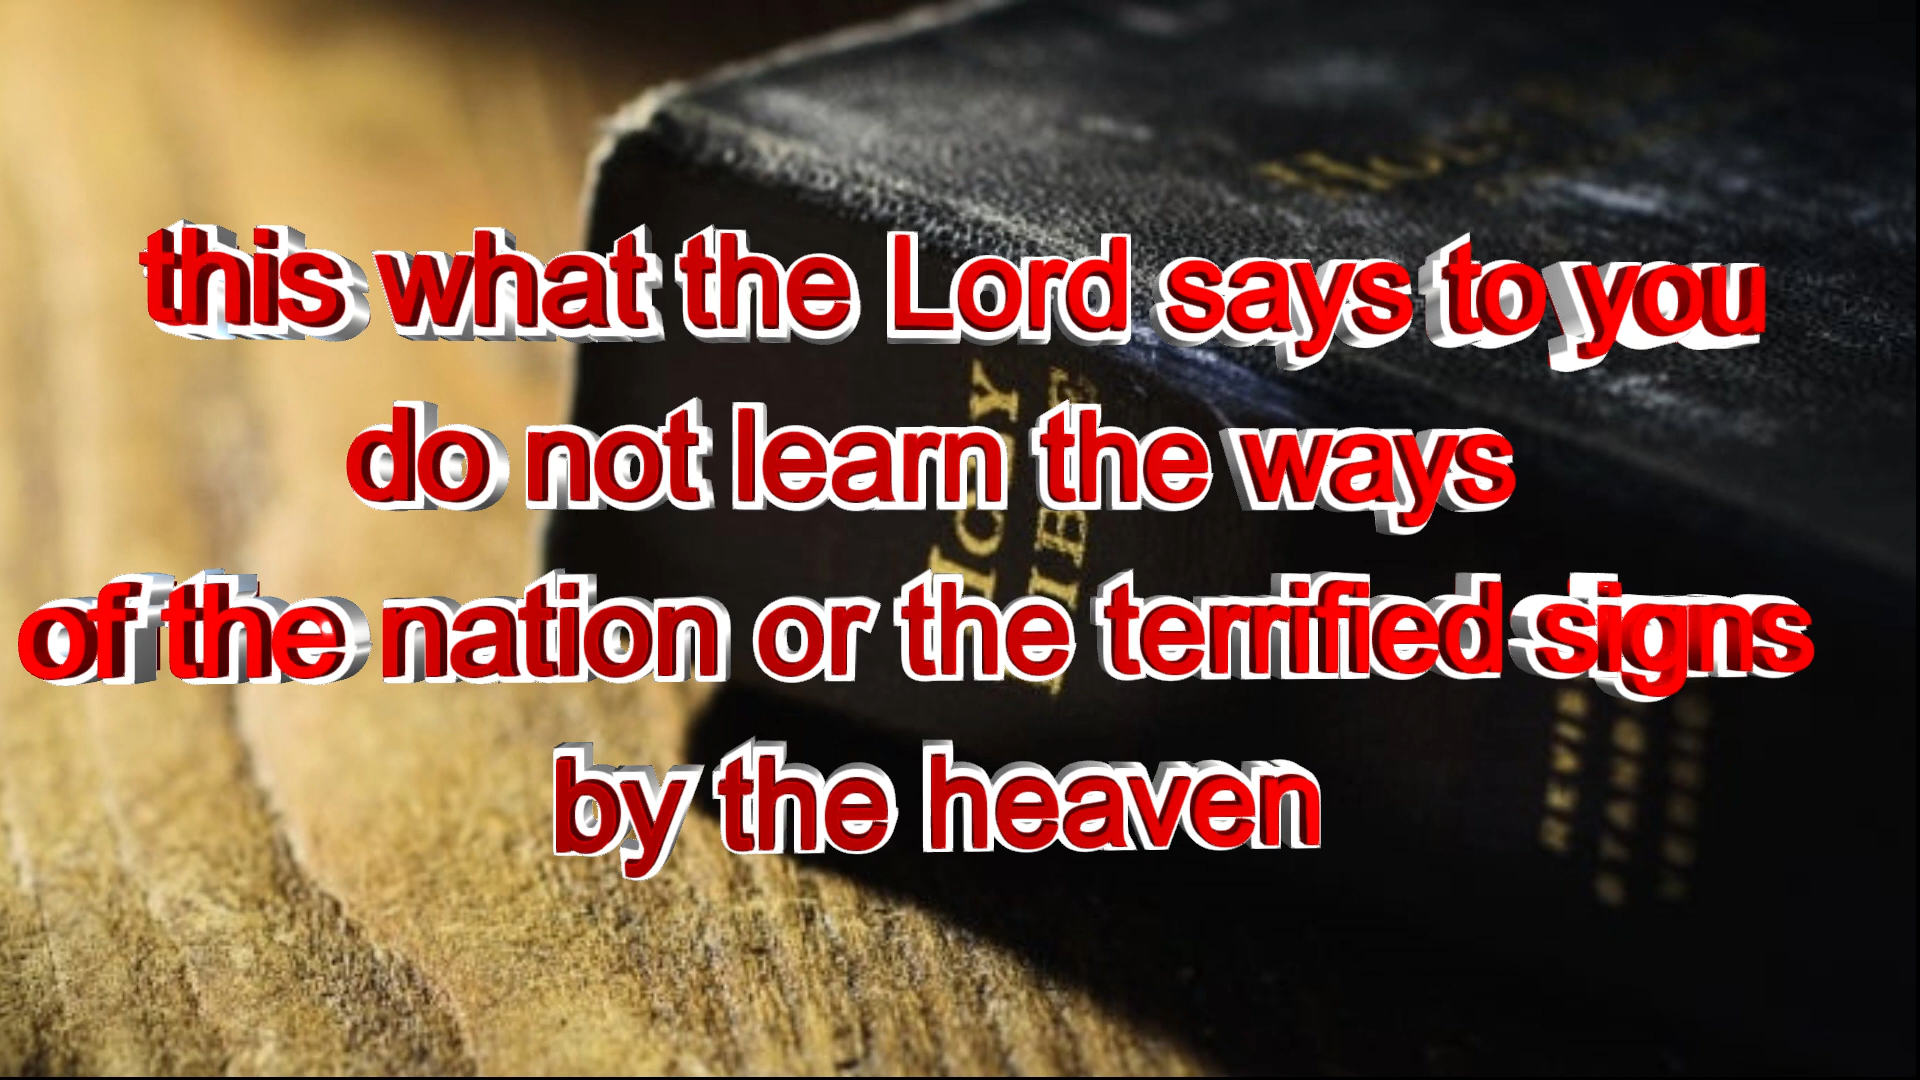 this what the Lord says to you
do not learn the ways
of the nation or the terrified signs
by the heaven
HOLY